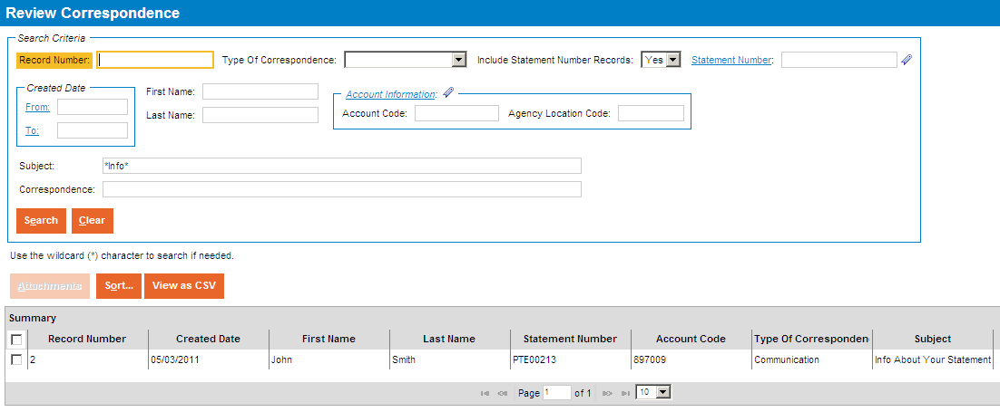 Review Correspondence
Search Criteria
Record Number: Type Of Correspondence: Include Statement Number Records: Yes Statement Number:
Created Date
From:
To:
First Name:
Last Name:
Account Information:
Account Code: Agency Location Code:
Subject: *Info*
Correspondence:
Search Clear
Use the wildcard (*) character to search if needed.
Attachments Sort... View as CSV
Summary
Record Number Created Date First Name Last Name Statement Number Account Code Type Of Corresponden Subject
2 05/03/2011 John Smith PTE00213 897009 Communication Info About Your Statement
Page 1 of 1 10